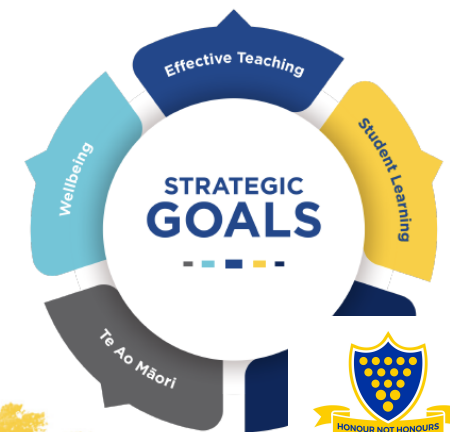 Effective Teaching
Wellbeing
Student Learning
STRATEGIC
GOALS
Te Ao Māori
HONOUR NOT HONOURS